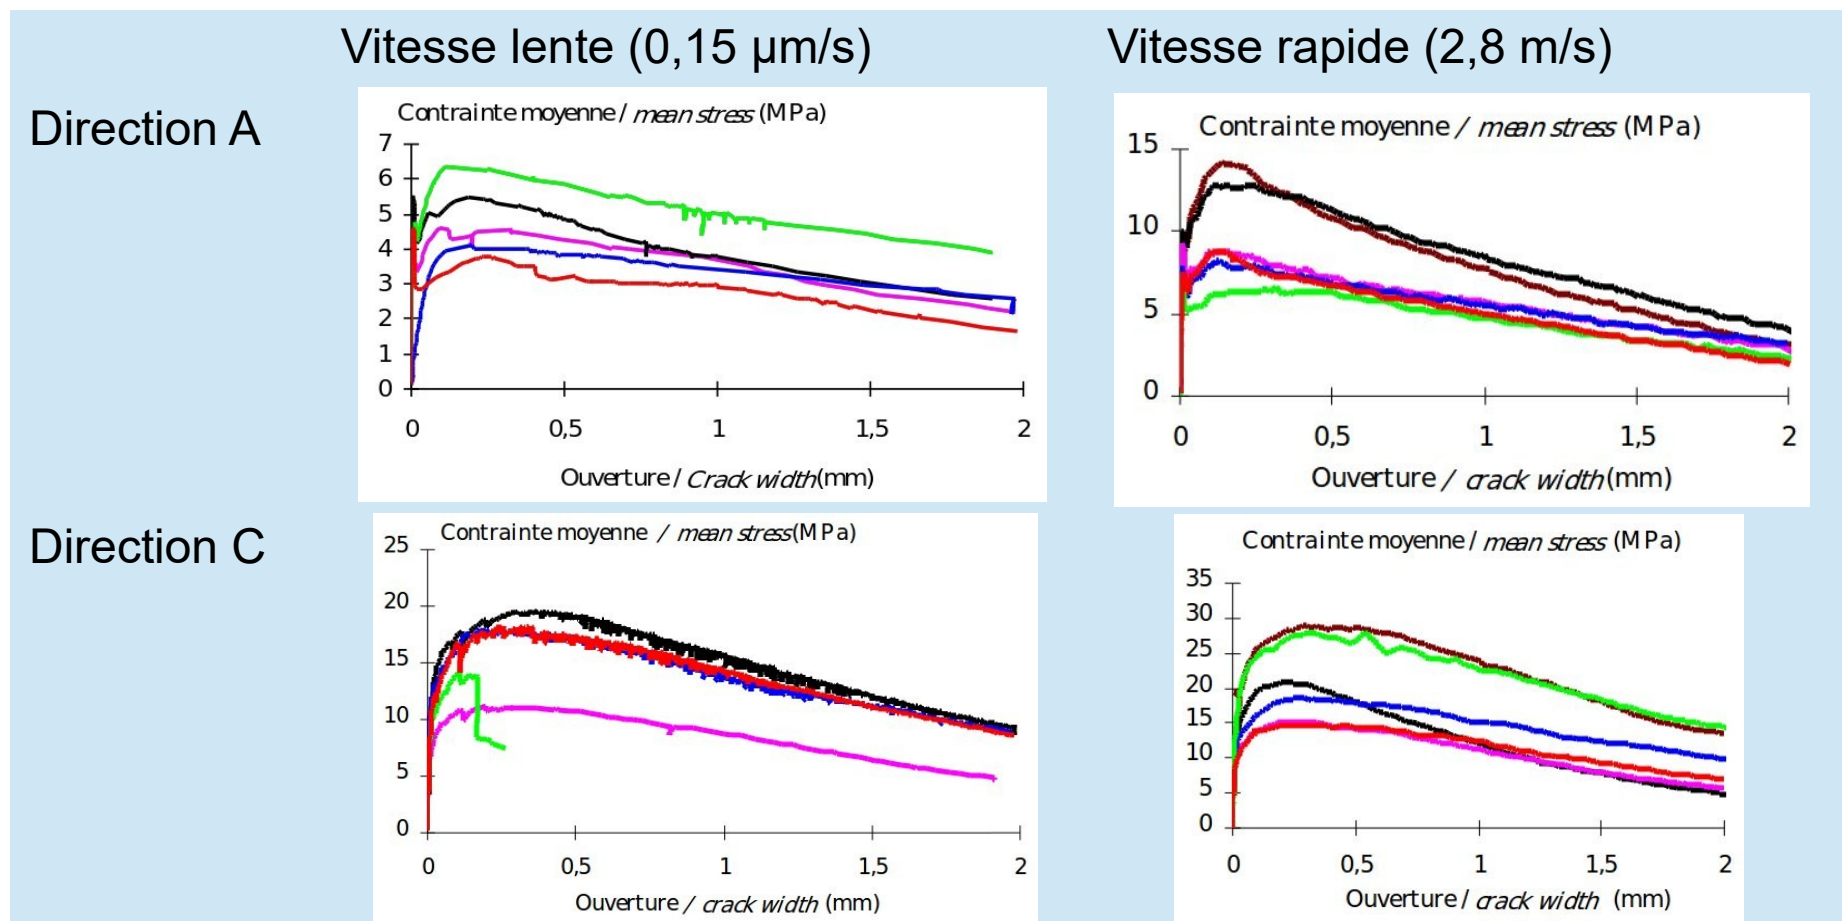 Vitesse lente (0,15 µm/s)
Vitesse rapide (2,8 m/s)
Direction A
Contrainte moyenne / mean stress (MPa)
7
6
5
4
3
2
1
0
0 0,5 1 1,5 2
Ouverture / Crack width(mm)
Contrainte moyenne / mean stress (MPa)
15
10
5
0
0 0,5 1 1,5 2
Ouverture / crack width (mm)
Direction C
Contrainte moyenne / mean stress(MPa)
25
20
15
10
5
0
0 0,5 1 1,5 2
Ouverture / crack width (mm)
Contrainte moyenne / mean stress (MPa)
35
30
25
20
15
10
5
0
0 0,5 1 1,5 2
Ouverture / crack width (mm)